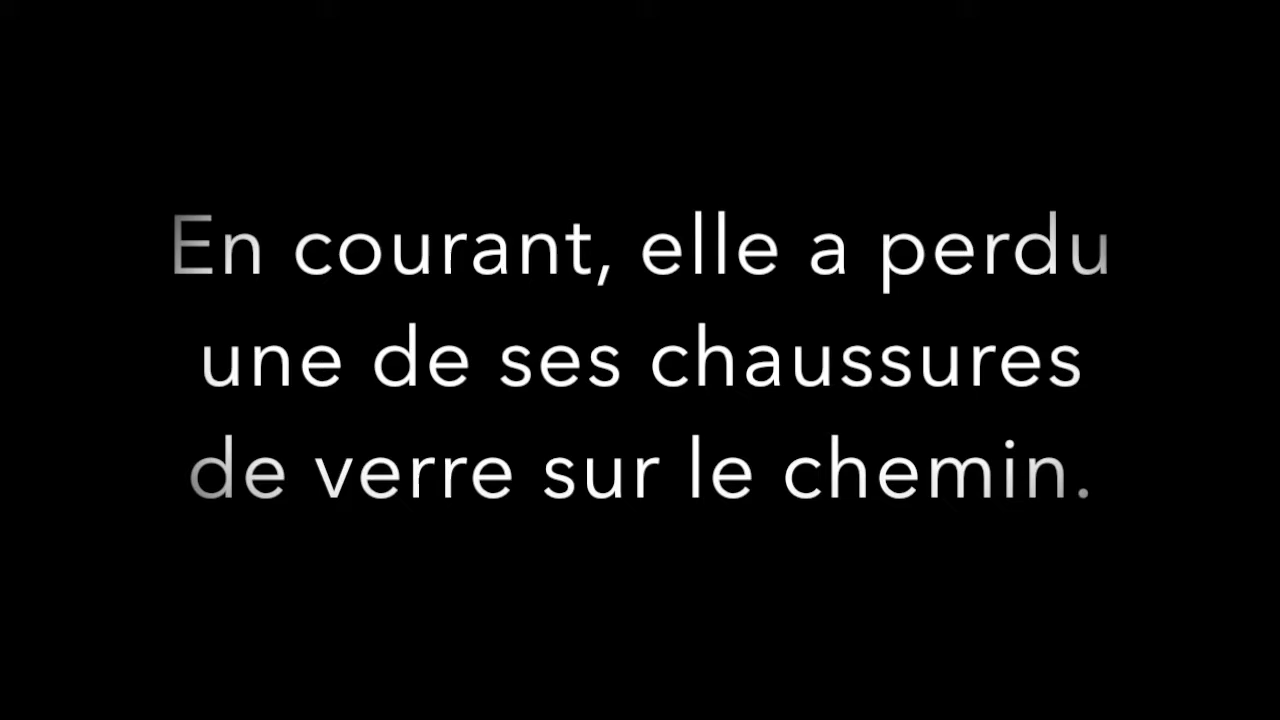 En courant, elle a perdu
une de ses chaussures
de verre sur le chemin.